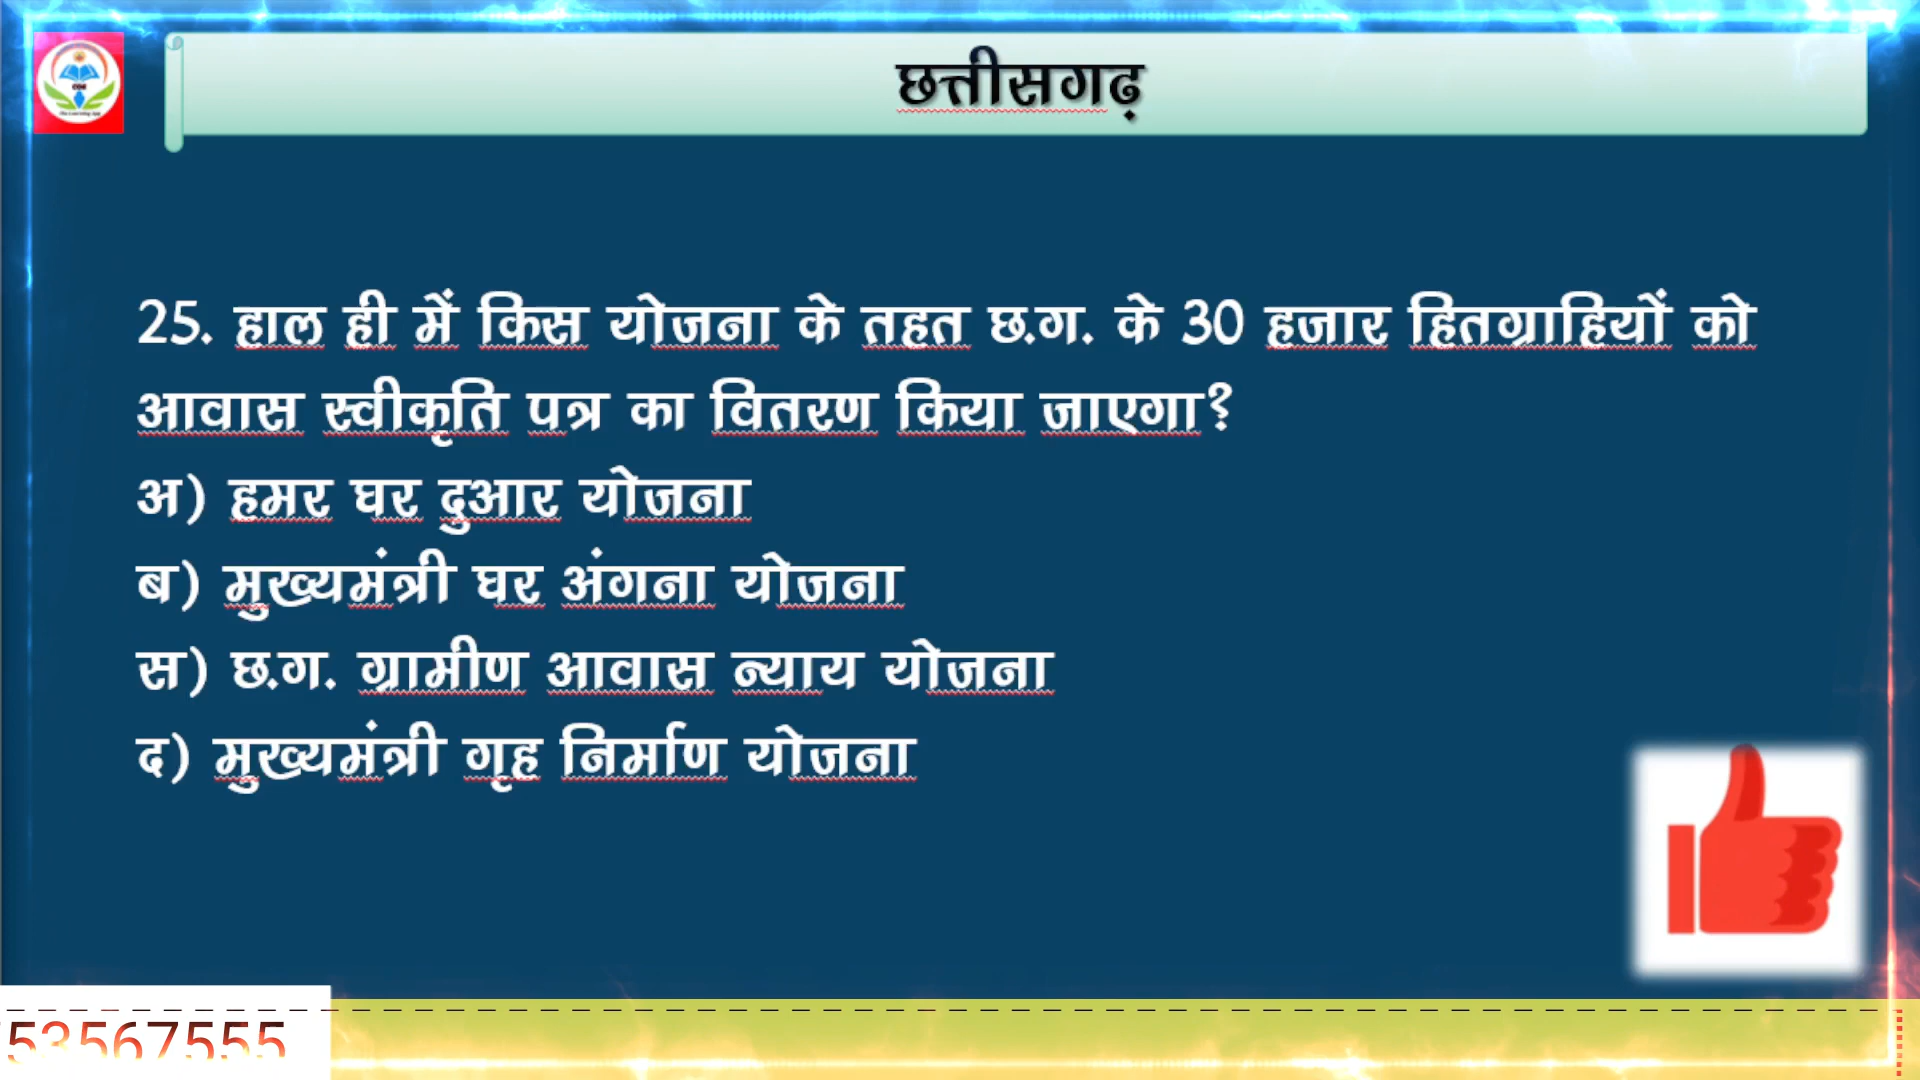 छत्तीसगढ़
25. हाल ही में किस योजना के तहत छ.ग. के 30 हजार हितग्राहियों को
आवास स्वीकृति पत्र का वितरण किया जाएगा?
अ) हमर घर दुआर योजना
ब) मुख्यमंत्री घर अंगना योजना
स) छ.ग. ग्रामीण आवास न्याय योजना
द) मुख्यमंत्री गृह निर्माण योजना
53567555